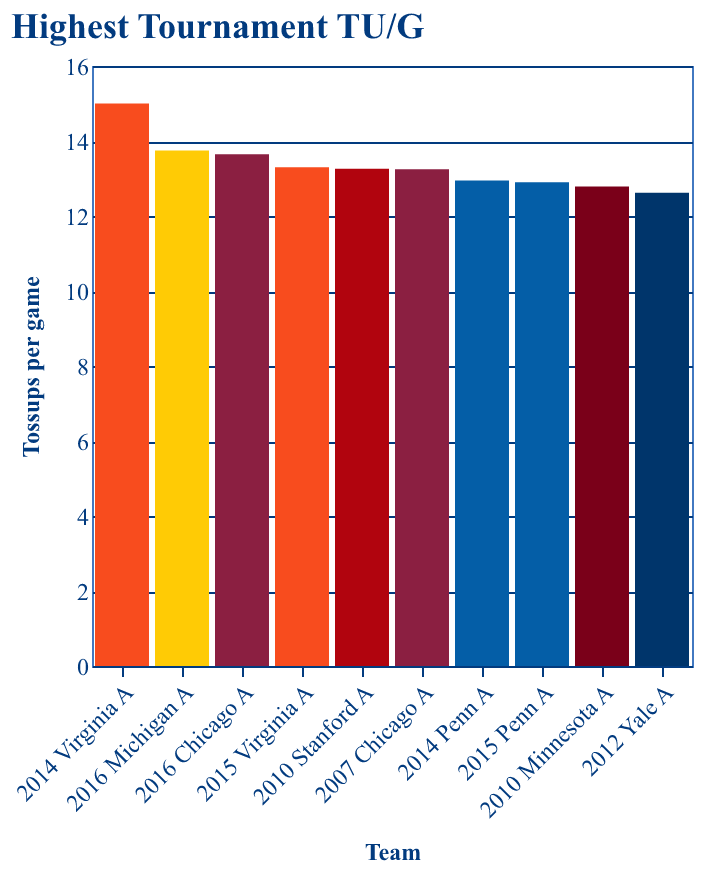 Highest Tournament TU/G
16
14
12
10
8
6
4
2
0
Tossups per game
2014 Virginia A
2016 Michigan A
2016 Chicago A
2015 Virginia A
2010 Stanford A
2007 Chicago A
2014 Penn A
2015 Penn A
2010 Minnesota A
2012 Yale A
Team